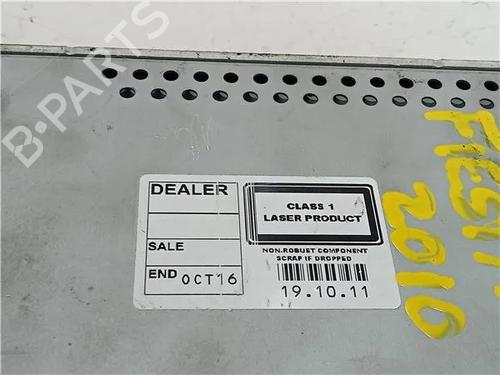 B-PARTS
DEALER
SALE
END OCT16
CLASS 1
LASER PRODUCT
NON-ROBUST COMPONENT
SCRAP IF DROPPED
19.10.11
2010
B-PARTS